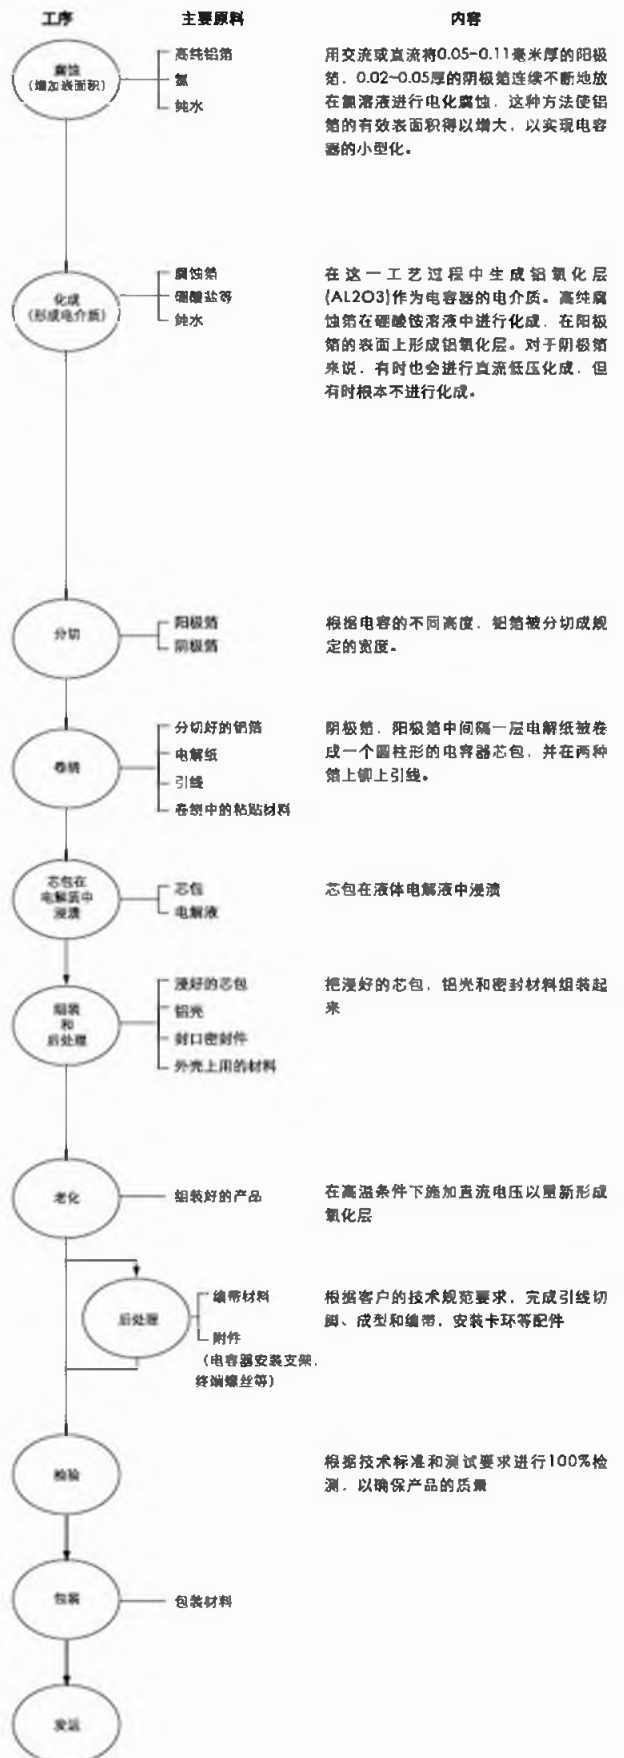 工序 主要原料 内容
腐蚀
(增加表面积)
高纯铝箔
氯
纯水
用交流或直流将0.05-0.11毫米厚的阳极
箔，0.02-0.05厚的阴极箔连续不断地放
在氯溶液进行电化腐蚀，这种方法使铝
箔的有效表面积得以增大，以实现电容
器的小型化。
化成
(形成电介质)
腐蚀箔
硼酸盐等
纯水
在这一工艺过程中生成铝氧化层
(AL2O3)作为电容器的电介质。高纯腐
蚀箔在硼酸铵溶液中进行化成，在阳极
箔的表面上形成铝氧化层。对于阴极箔
来说，有时也会进行直流低压化成，但
有时根本不进行化成。
分切
阳极箔
阴极箔
根据电容的不同高度，铝箔被分切成规
定的宽度。
卷绕
分切好的铝箔
电解纸
引线
卷绕中的粘贴材料
阴极箔，阳极箔中间隔一层电解纸被卷
成一个圆柱形的电容器芯包，并在两种
箔上铆上引线。
芯包在
电解质中
浸渍
芯包
电解液
芯包在液体电解液中浸渍
组装
和
后处理
浸好的芯包
铝壳
封口密封件
外壳上用的材料
把浸好的芯包，铝壳和密封材料组装起
来
老化
组装好的产品
在高温条件下施加直流电压以重新形成
氧化层
后处理
编带材料
附件
(电容器安装支架，
终端螺丝等)
根据客户的技术规范要求，完成引线切
脚、成型和编带，安装卡环等配件
检验
根据技术标准和测试要求进行100%检
测，以确保产品的质量
包装
包装材料
发运